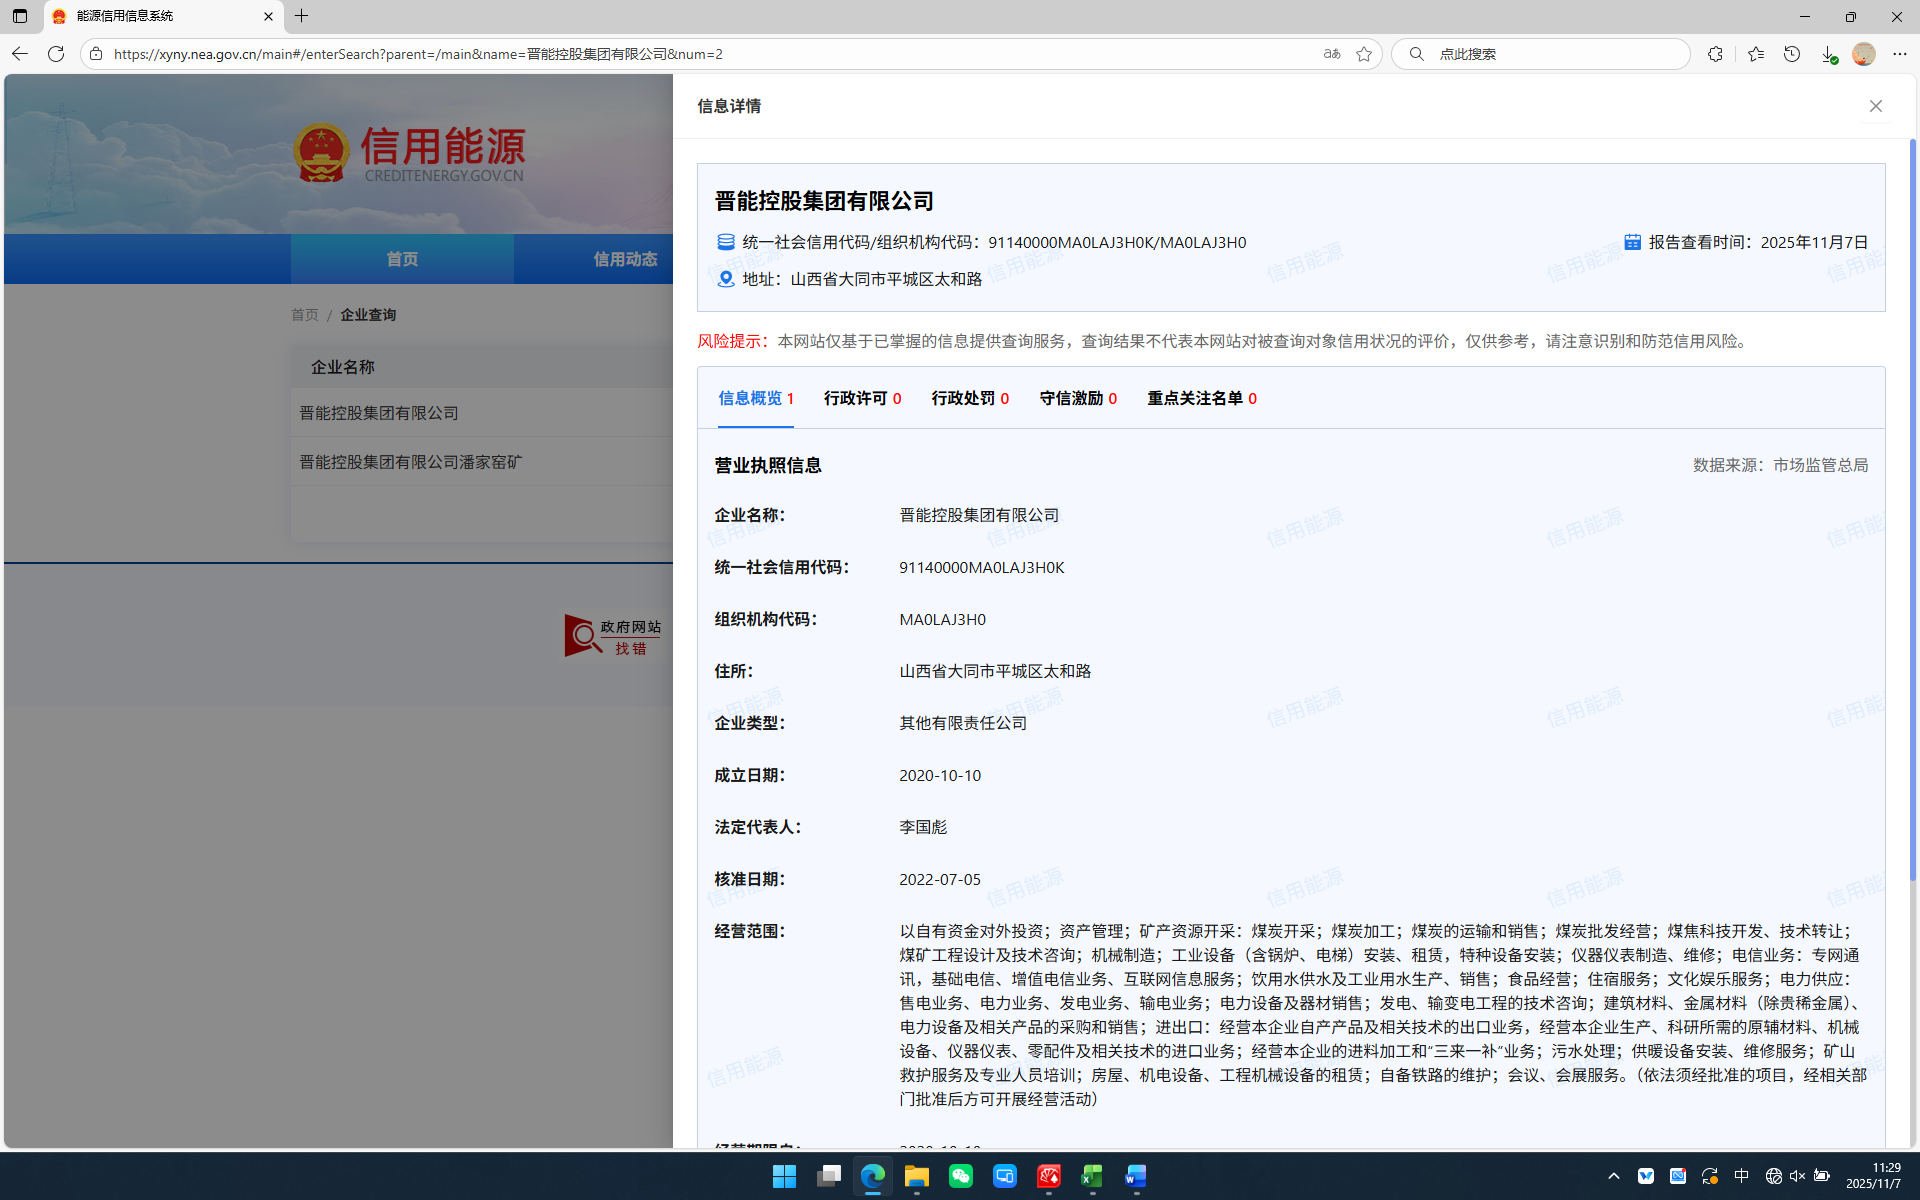 能源信用信息系统
https://xyny.nea.gov.cn/main#/enterSearch?parent=/main&name=晋能控股集团有限公司&num=2
点此搜索
信用能源
CREDITENERGY.GOV.CN
首页
信用动态
首页 / 企业查询
企业名称
晋能控股集团有限公司
晋能控股集团有限公司潘家窑矿
政府网站
找错
信息详情
晋能控股集团有限公司
统一社会信用代码/组织机构代码：91140000MA0LAJ3H0K/MA0LAJ3H0
报告查看时间：2025年11月7日
地址：山西省大同市平城区太和路
风险提示：本网站仅基于已掌握的信息提供查询服务，查询结果不代表本网站对被查询对象信用状况的评价，仅供参考，请注意识别和防范信用风险。
信息概览 1 行政许可 0 行政处罚 0 守信激励 0 重点关注名单 0
营业执照信息
数据来源：市场监管总局
企业名称： 晋能控股集团有限公司
统一社会信用代码： 91140000MA0LAJ3H0K
组织机构代码： MA0LAJ3H0
住所： 山西省大同市平城区太和路
企业类型： 其他有限责任公司
成立日期： 2020-10-10
法定代表人： 李国彪
核准日期： 2022-07-05
经营范围： 以自有资金对外投资；资产管理；矿产资源开采：煤炭开采；煤炭加工；煤炭的运输和销售；煤炭批发经营；煤焦科技开发、技术转让；
煤矿工程设计及技术咨询；机械制造；工业设备（含锅炉、电梯）安装、租赁，特种设备安装；仪器仪表制造、维修；电信业务：专网通
讯，基础电信、增值电信业务、互联网信息服务；饮用水供水及工业用水生产、销售；食品经营；住宿服务；文化娱乐服务；电力供应：
售电业务、电力业务、发电业务、输电业务；电力设备及器材销售；发电、输变电工程的技术咨询；建筑材料、金属材料（除贵稀金属）、
电力设备及相关产品的采购和销售；进出口：经营本企业自产产品及相关技术的出口业务，经营本企业生产、科研所需的原辅材料、机械
设备、仪器仪表、零配件及相关技术的进口业务；经营本企业的进料加工和“三来一补”业务；污水处理；供暖设备安装、维修服务；矿山
救护服务及专业人员培训；房屋、机电设备、工程机械设备的租赁；自备铁路的维护；会议、会展服务。（依法须经批准的项目，经相关部
门批准后方可开展经营活动）
经营期限自： 2020-10-10
中
11:29
2025/11/7